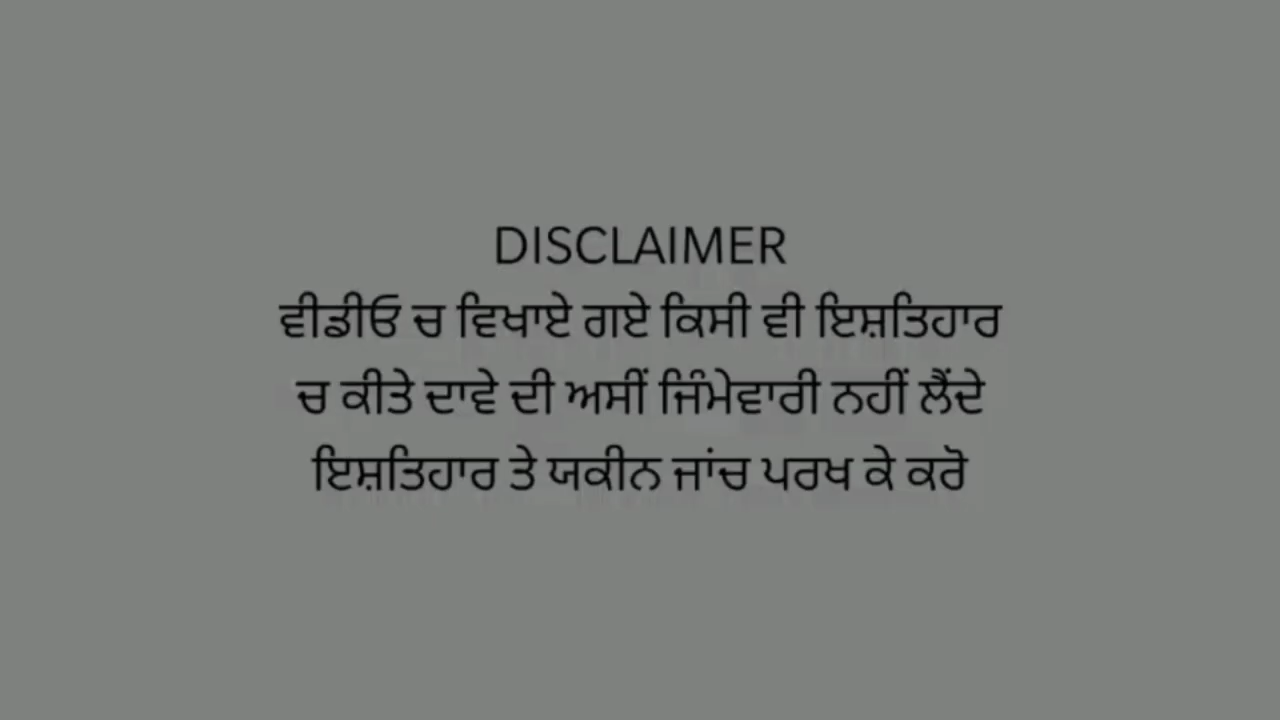 DISCLAIMER
ਵੀਡੀਓ ਚ ਵਿਖਾਏ ਗਏ ਕਿਸੀ ਵੀ ਇਸ਼ਤਿਹਾਰ
ਚ ਕੀਤੇ ਦਾਵੇ ਦੀ ਅਸੀਂ ਜਿੰਮੇਵਾਰੀ ਨਹੀਂ ਲੈਂਦੇ
ਇਸ਼ਤਿਹਾਰ ਤੇ ਯਕੀਨ ਜਾਂਚ ਪਰਖ ਕੇ ਕਰੋ